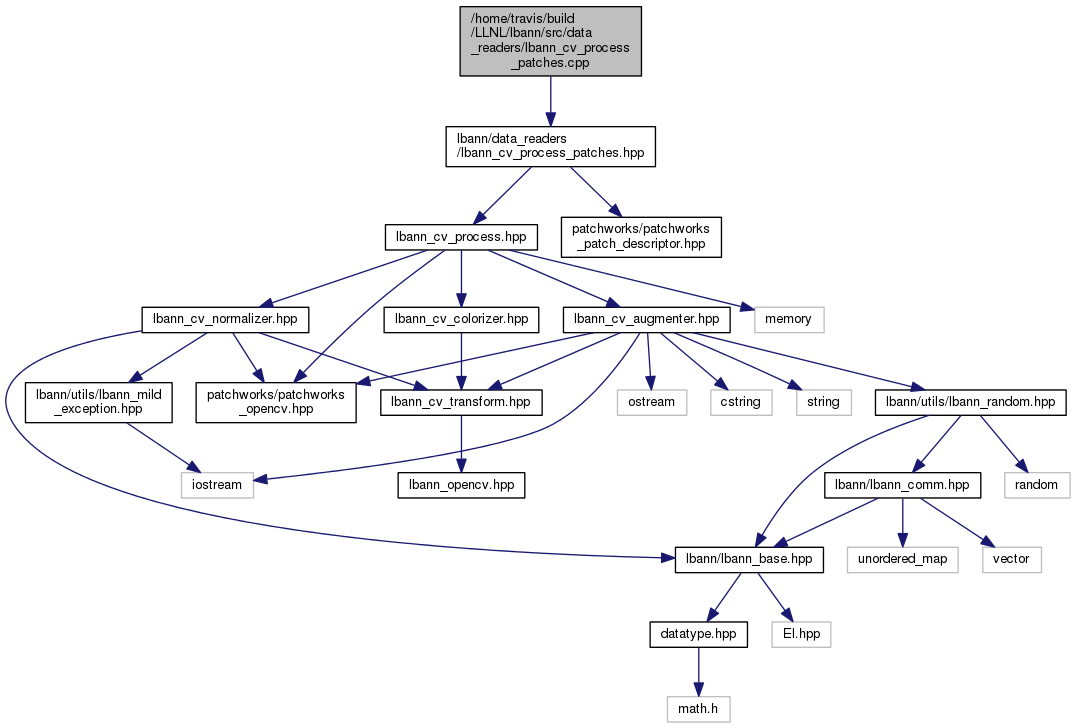 /home/travis/build
/LLNL/lbann/src/data
_readers/lbann_cv_process
_patches.cpp
lbann/data_readers
/lbann_cv_process_patches.hpp
lbann_cv_process.hpp
patchworks/patchworks
_patch_descriptor.hpp
lbann_cv_normalizer.hpp
lbann_cv_colorizer.hpp
lbann_cv_augmenter.hpp
memory
lbann/utils/lbann_mild
_exception.hpp
patchworks/patchworks
_opencv.hpp
lbann_cv_transform.hpp
ostream
cstring
string
lbann/utils/lbann_random.hpp
iostream
lbann_opencv.hpp
lbann/lbann_comm.hpp
random
lbann/lbann_base.hpp
unordered_map
vector
datatype.hpp
El.hpp
math.h